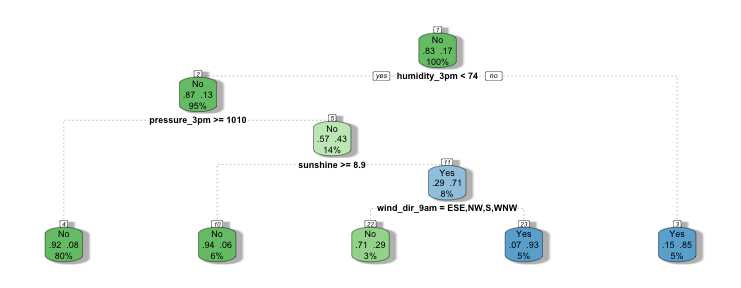 1
No
.83 .17
100%
yes humidity_3pm < 74 no
2
No
.87 .13
95%
pressure_3pm >= 1010
5
No
.57 .43
14%
sunshine >= 8.9
11
Yes
.29 .71
8%
wind_dir_9am = ESE,NW,S,WNW
4
No
.92 .08
80%
10
No
.94 .06
6%
22
No
.71 .29
3%
23
Yes
.07 .93
5%
3
Yes
.15 .85
5%